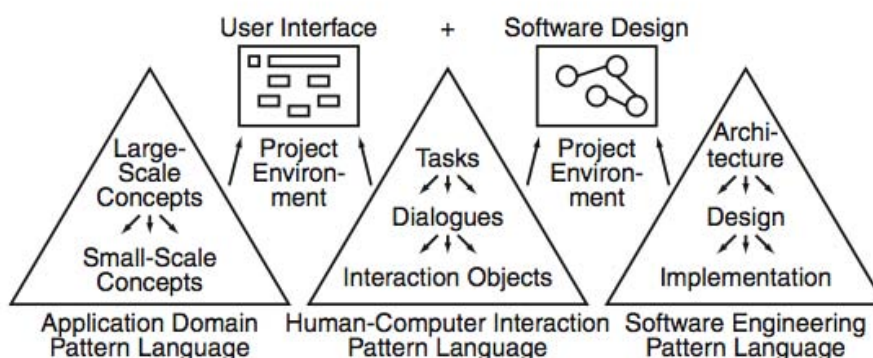 User Interface + Software Design
Large-
Scale
Concepts
Small-Scale
Concepts
Project
Environ-
ment
Tasks
Dialogues
Interaction Objects
Project
Environ-
ment
Archi-
tecture
Design
Implementation
Application Domain
Pattern Language
Human-Computer Interaction
Pattern Language
Software Engineering
Pattern Language